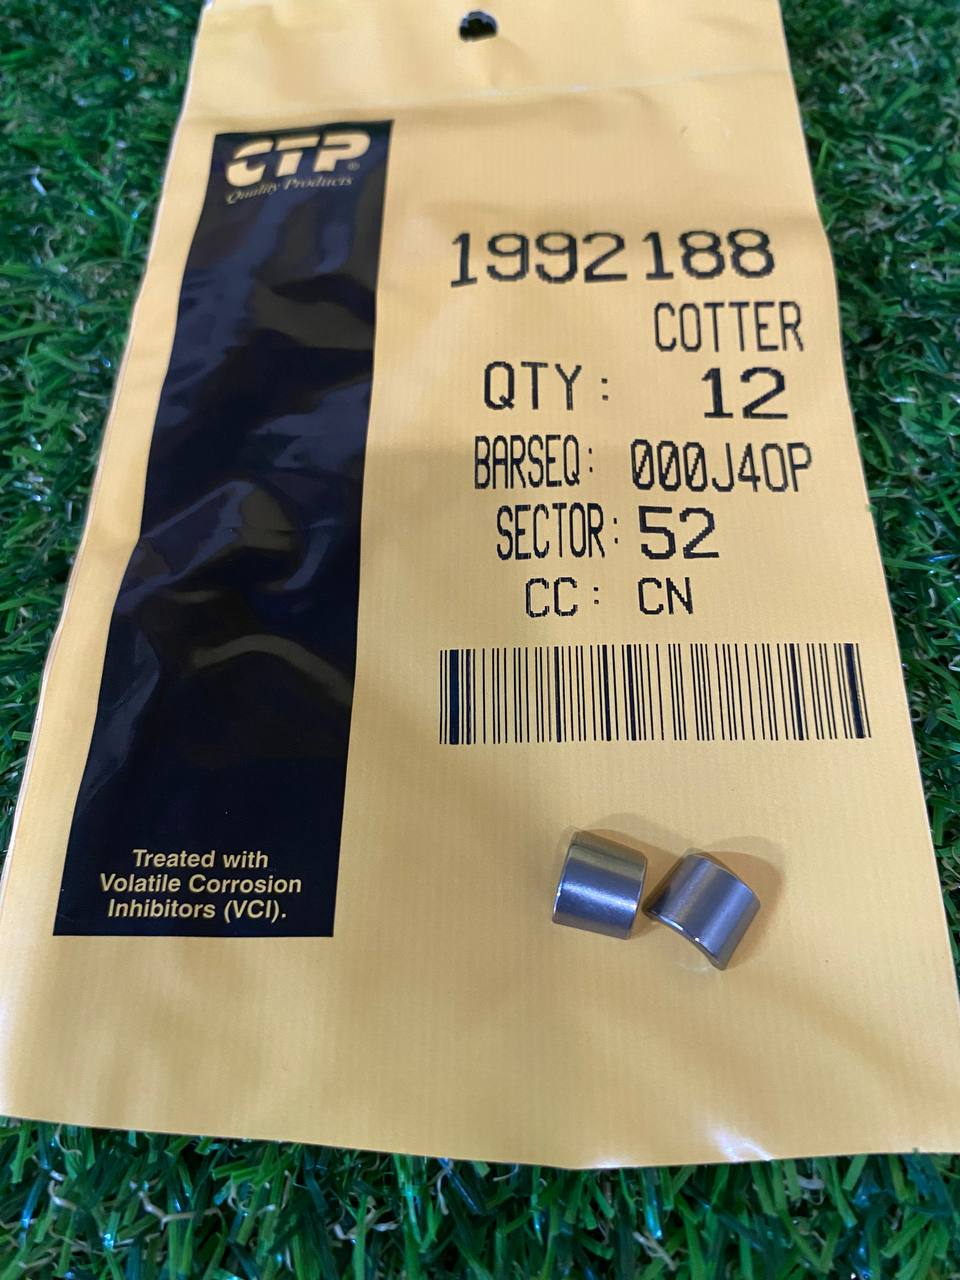 CTP®
Quality Products
1992188
COTTER
QTY: 12
BARSEQ: 000J40P
SECTOR: 52
CC: CN
Treated with
Volatile Corrosion
Inhibitors (VCI).